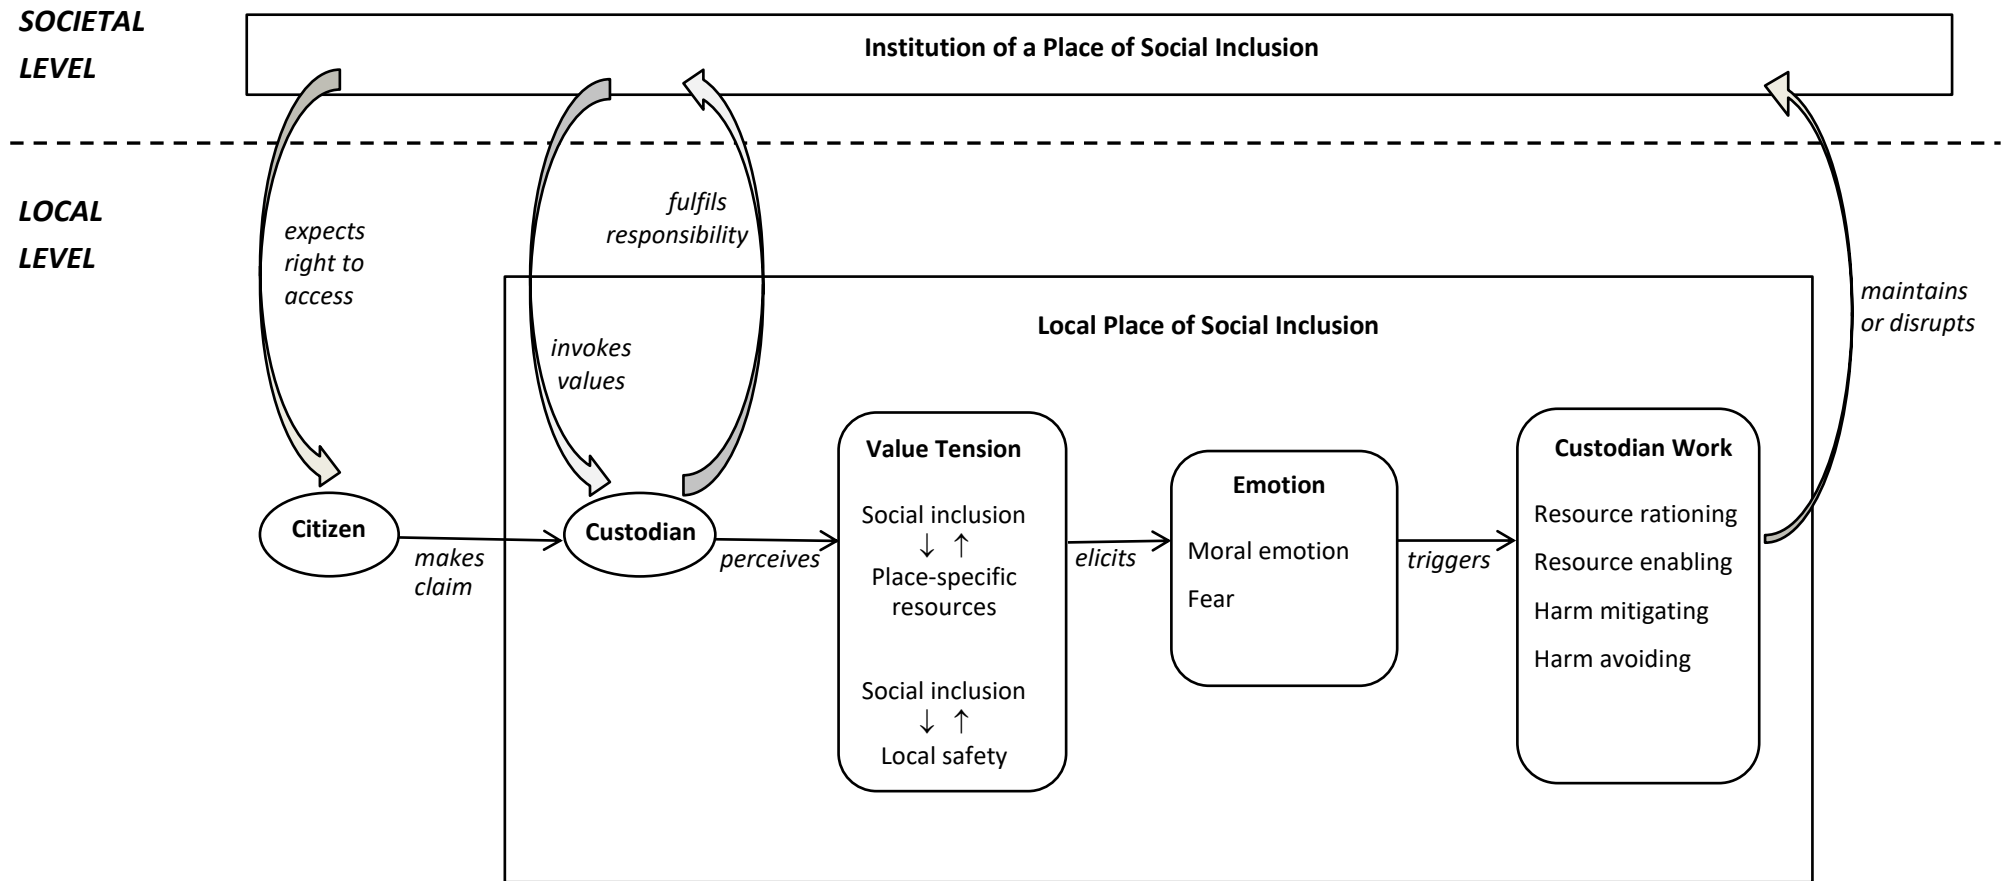 SOCIETAL
LEVEL
Institution of a Place of Social Inclusion
LOCAL
LEVEL
expects
right to
access
fulfils
responsibility
invokes
values
maintains
or disrupts
Local Place of Social Inclusion
Citizen
makes
claim
Custodian
perceives
Value Tension
Social inclusion
↓ ↑
Place-specific
resources
Social inclusion
↓ ↑
Local safety
elicits
Emotion
Moral emotion
Fear
triggers
Custodian Work
Resource rationing
Resource enabling
Harm mitigating
Harm avoiding